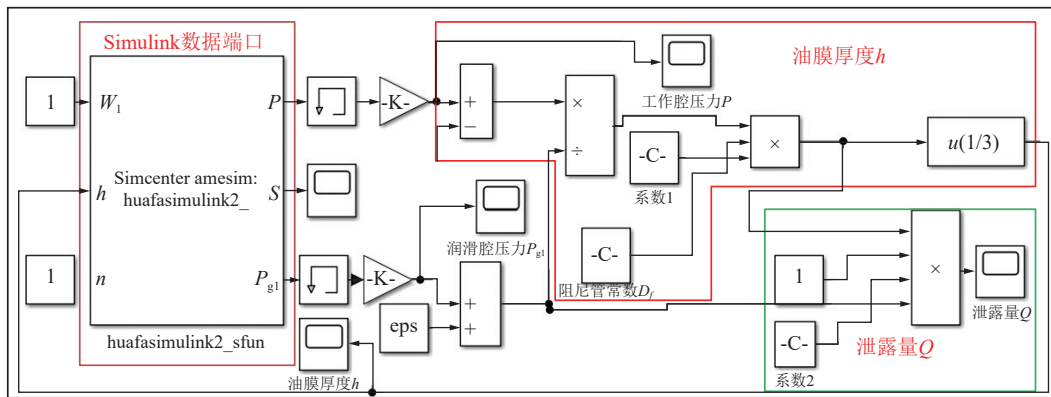 Simulink数据端口
油膜厚度h
1
W1
P
-K-
+
−
×
÷
工作腔压力P
-C-
系数1
×
u(1/3)
Simcenter amesim:
huafasimulink2_
h
S
润滑腔压力Pg1
-C-
阻尼管常数Df
1
n
Pg1
-K-
eps
+
+
1
×
泄露量Q
-C-
系数2
泄露量Q
huafasimulink2_sfun
油膜厚度h